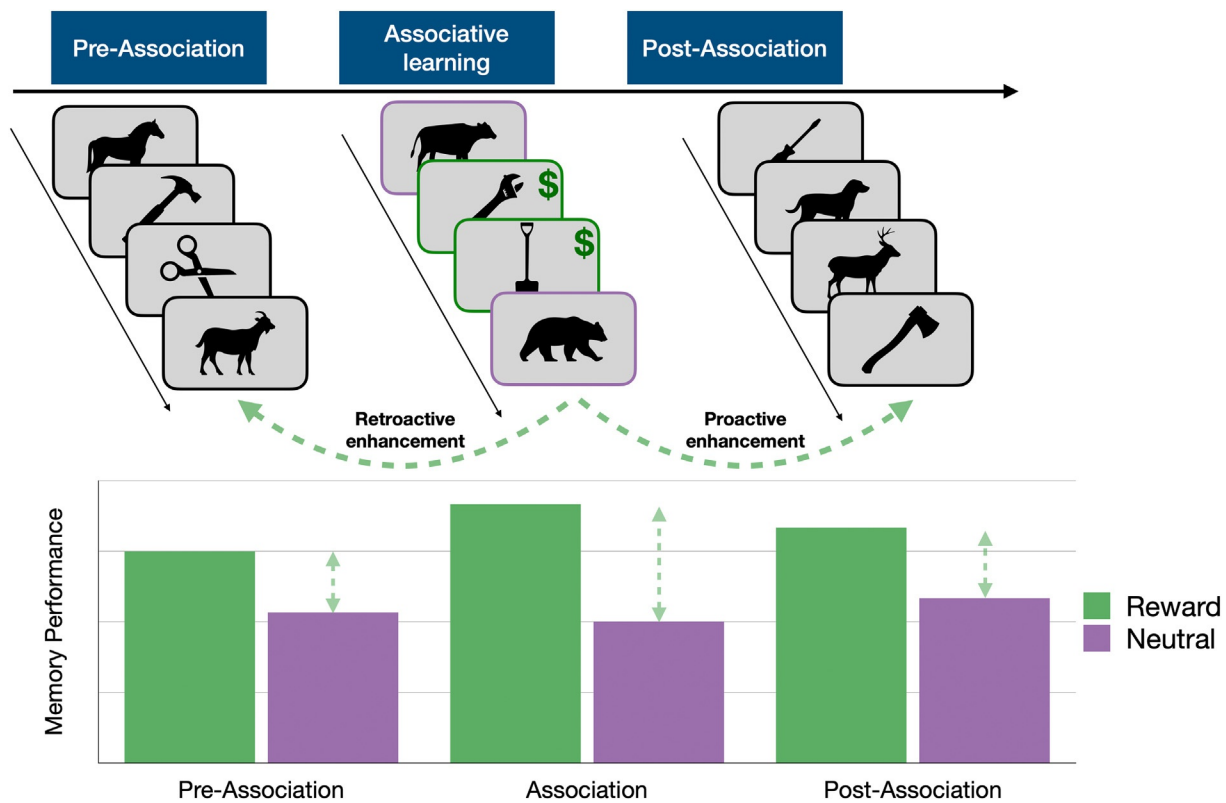 Pre-Association
Associative
learning
Post-Association
$
$
Retroactive
enhancement
Proactive
enhancement
Memory Performance
Reward
Neutral
Pre-Association
Association
Post-Association